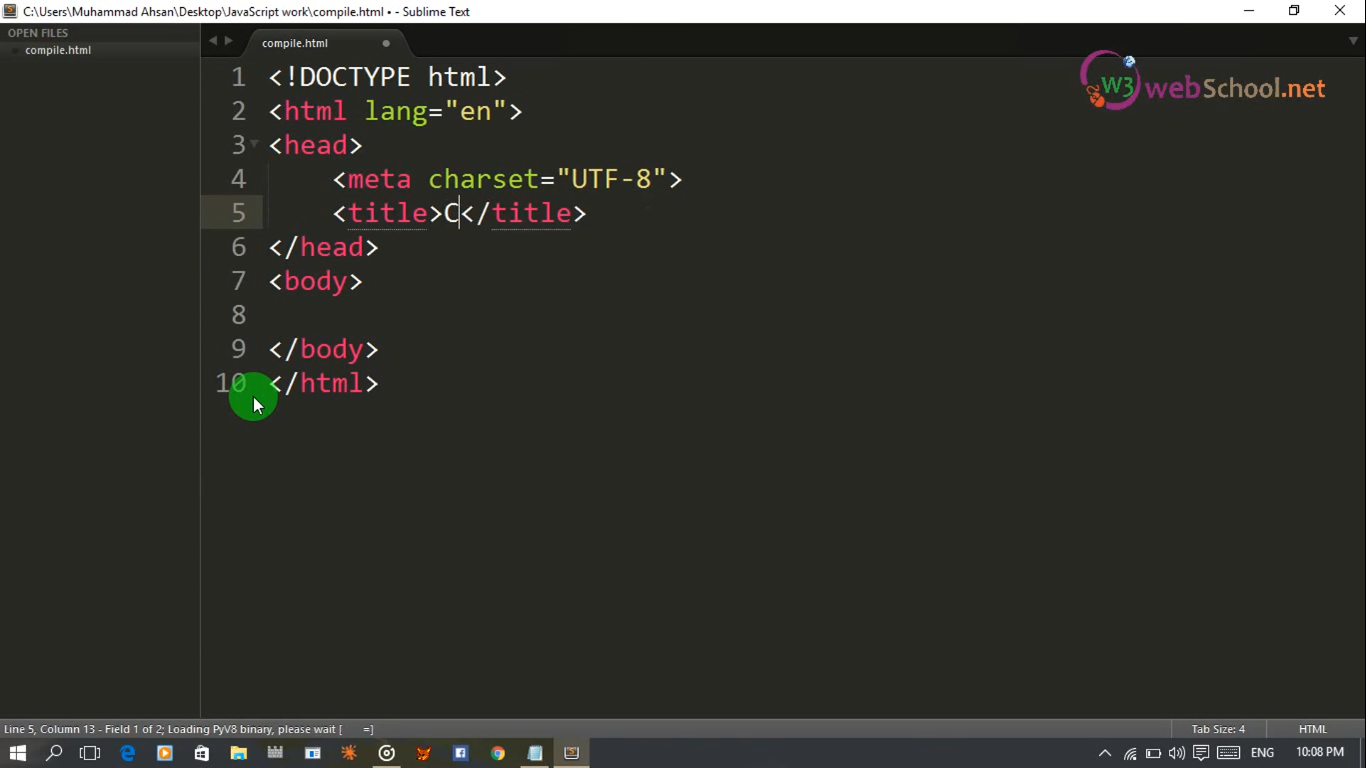 C:\Users\Muhammad Ahsan\Desktop\JavaScript work\compile.html • - Sublime Text
OPEN FILES
compile.html
compile.html
W3 webSchool.net
1 <!DOCTYPE html>
2 <html lang="en">
3 <head>
4 <meta charset="UTF-8">
5 <title>C</title>
6 </head>
7 <body>
8
9 </body>
10 </html>
Line 5, Column 13 - Field 1 of 2; Loading PyV8 binary, please wait [ =]
Tab Size: 4
HTML
ENG
10:08 PM